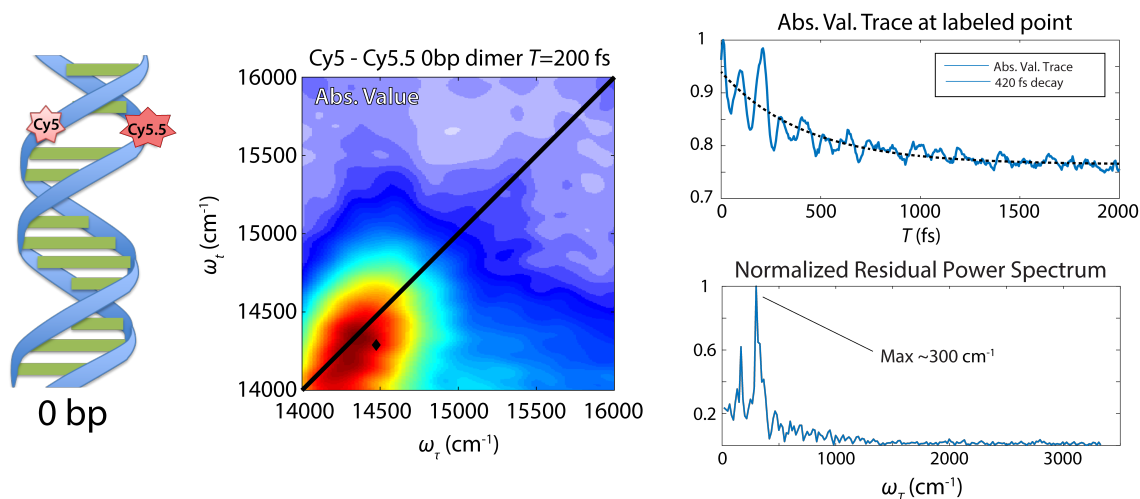 Cy5
Cy5.5
0 bp
Cy5 - Cy5.5 0bp dimer T=200 fs
Abs. Value
16000
15500
15000
14500
14000
ωt (cm-1)
14000 14500 15000 15500 16000
ωτ (cm-1)
Abs. Val. Trace at labeled point
1
0.9
0.8
0.7
Abs. Val. Trace
420 fs decay
0 500 1000 1500 2000
T (fs)
Normalized Residual Power Spectrum
1
0.6
0.2
Max ~300 cm-1
0 1000 2000 3000
ωT (cm-1)